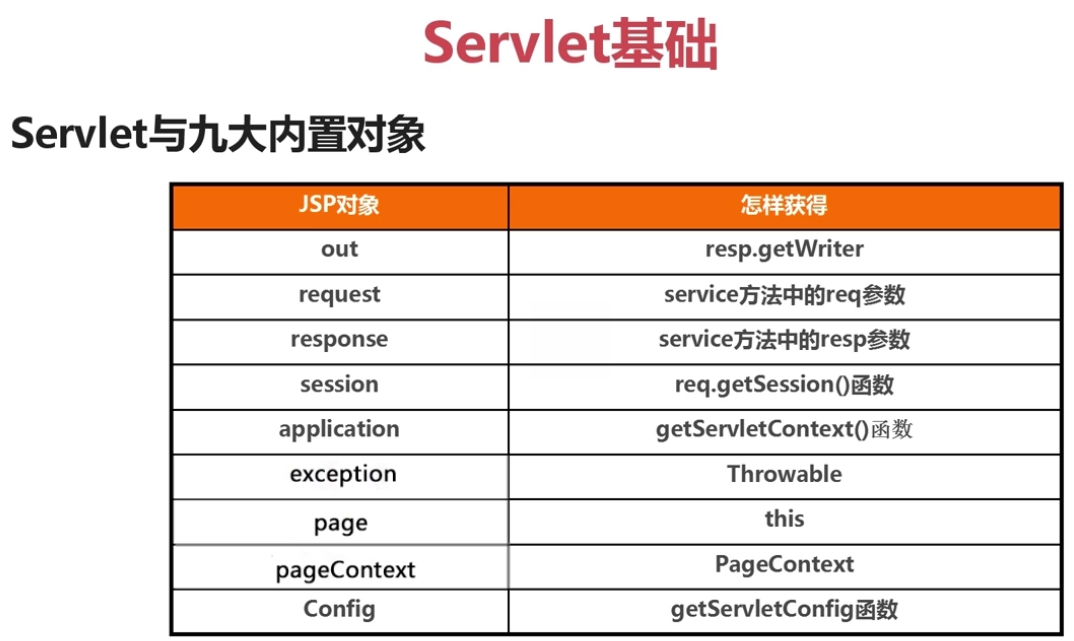 Servlet基础
Servlet与九大内置对象
JSP对象 怎样获得
out resp.getWriter
request service方法中的req参数
response service方法中的resp参数
session req.getSession()函数
application getServletContext()函数
exception Throwable
page this
pageContext PageContext
Config getServletConfig函数